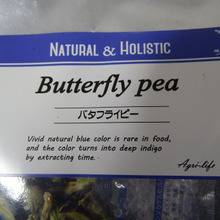 NATURAL & HOLISTIC
Butterfly pea
バタフライピー
Vivid natural blue color is rare in food,
and the color turns into deep indigo
by extracting time.
Agri-life